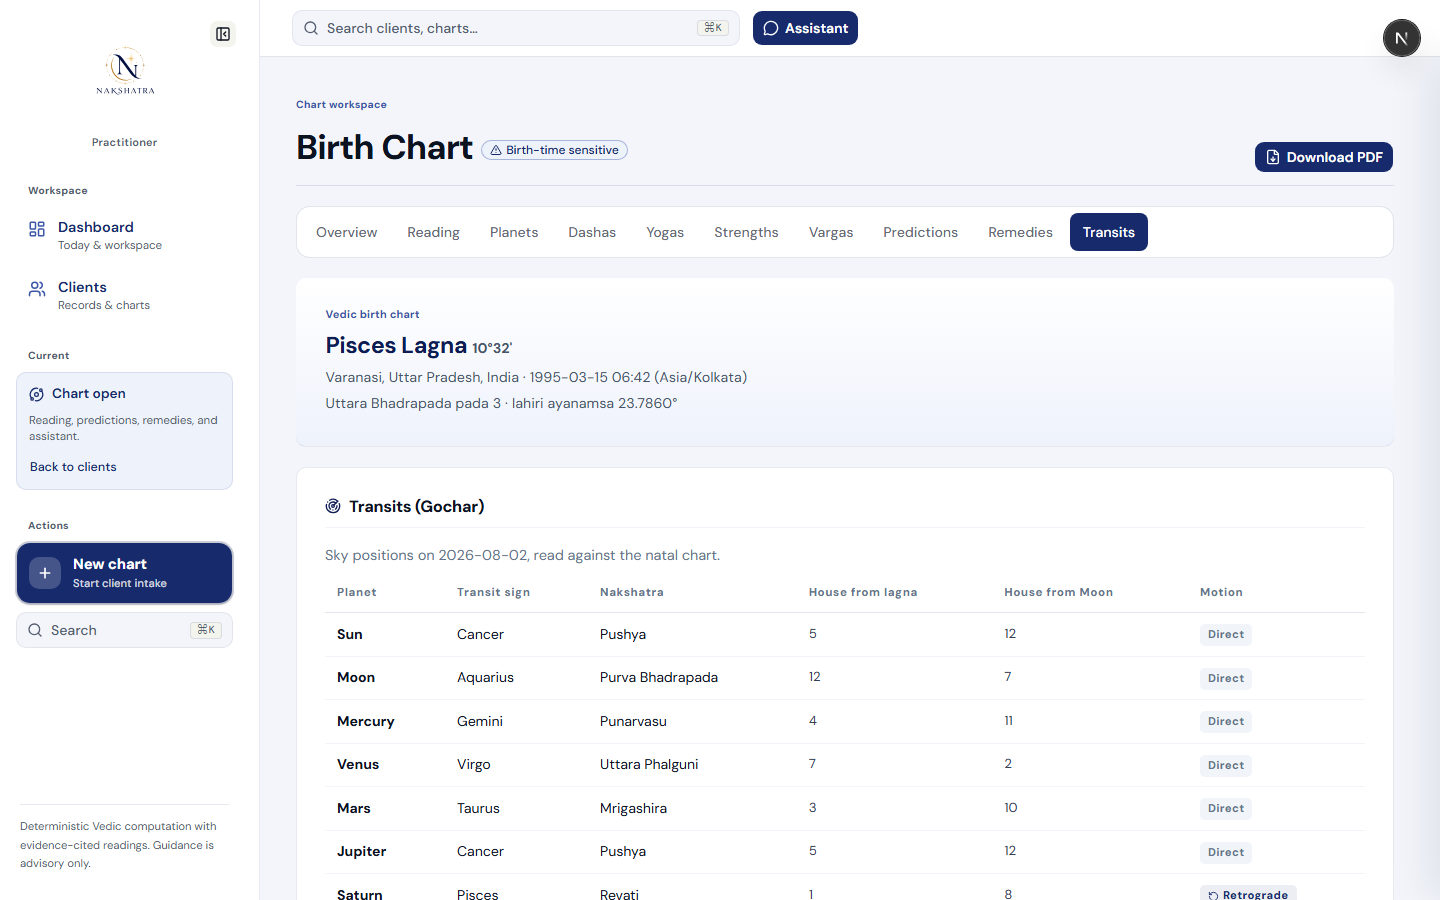 Search clients, charts... ⌘K
Assistant
N
N
NAKSHATRA
Practitioner
Workspace
Dashboard
Today & workspace
Clients
Records & charts
Current
Chart open
Reading, predictions, remedies, and
assistant.
Back to clients
Actions
New chart
Start client intake
Search ⌘K
Deterministic Vedic computation with
evidence-cited readings. Guidance is
advisory only.
Chart workspace
Birth Chart Birth-time sensitive
Download PDF
Overview Reading Planets Dashas Yogas Strengths Vargas Predictions Remedies Transits
Vedic birth chart
Pisces Lagna 10°32'
Varanasi, Uttar Pradesh, India · 1995-03-15 06:42 (Asia/Kolkata)
Uttara Bhadrapada pada 3 · lahiri ayanamsa 23.7860°
Transits (Gochar)
Sky positions on 2026-08-02, read against the natal chart.
Planet Transit sign Nakshatra House from lagna House from Moon Motion
Sun Cancer Pushya 5 12 Direct
Moon Aquarius Purva Bhadrapada 12 7 Direct
Mercury Gemini Punarvasu 4 11 Direct
Venus Virgo Uttara Phalguni 7 2 Direct
Mars Taurus Mrigashira 3 10 Direct
Jupiter Cancer Pushya 5 12 Direct
Saturn Pisces Revati 1 8 Retrograde